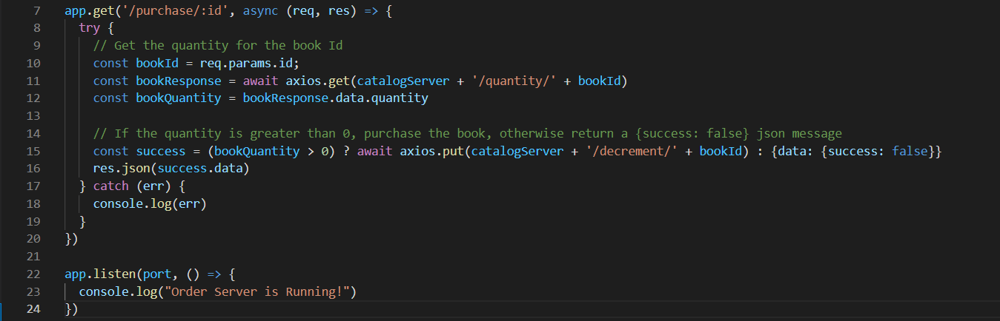 7 app.get('/purchase/:id', async (req, res) => {
8 try {
9 // Get the quantity for the book Id
10 const bookId = req.params.id;
11 const bookResponse = await axios.get(catalogServer + '/quantity/' + bookId)
12 const bookQuantity = bookResponse.data.quantity
13
14 // If the quantity is greater than 0, purchase the book, otherwise return a {success: false} json message
15 const success = (bookQuantity > 0) ? await axios.put(catalogServer + '/decrement/' + bookId) : {data: {success: false}}
16 res.json(success.data)
17 } catch (err) {
18 console.log(err)
19 }
20 })
21
22 app.listen(port, () => {
23 console.log("Order Server is Running!")
24 })